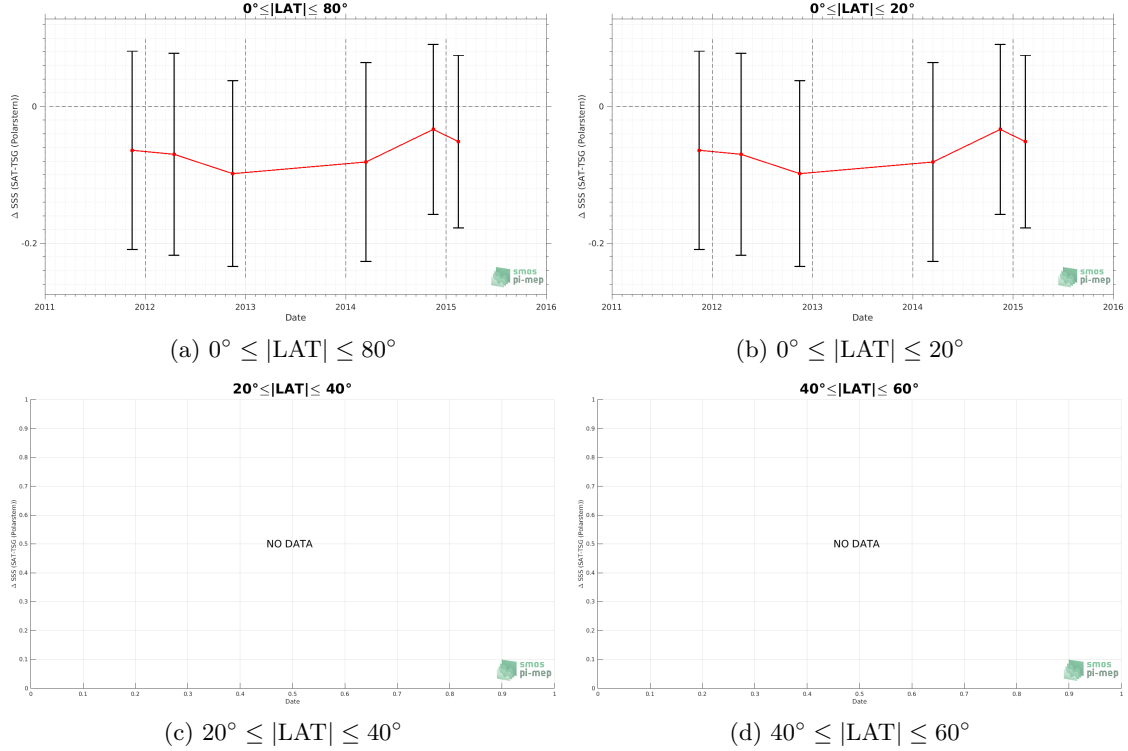 0°≤|LAT|≤ 80°
Δ SSS (SAT-TSG (Polarstern))
0
-0.2
2011 2012 2013 2014 2015 2016
Date
smos
pi-mep
(a) 0° ≤ |LAT| ≤ 80°
0°≤|LAT|≤ 20°
Δ SSS (SAT-TSG (Polarstern))
0
-0.2
2011 2012 2013 2014 2015 2016
Date
smos
pi-mep
(b) 0° ≤ |LAT| ≤ 20°
20°≤|LAT|≤ 40°
Δ SSS (SAT-TSG (Polarstern))
1
0.9
0.8
0.7
0.6
0.5
0.4
0.3
0.2
0.1
0
NO DATA
0 0.1 0.2 0.3 0.4 0.5 0.6 0.7 0.8 0.9 1
Date
smos
pi-mep
(c) 20° ≤ |LAT| ≤ 40°
40°≤|LAT|≤ 60°
Δ SSS (SAT-TSG (Polarstern))
1
0.9
0.8
0.7
0.6
0.5
0.4
0.3
0.2
0.1
0
NO DATA
0 0.1 0.2 0.3 0.4 0.5 0.6 0.7 0.8 0.9 1
Date
smos
pi-mep
(d) 40° ≤ |LAT| ≤ 60°